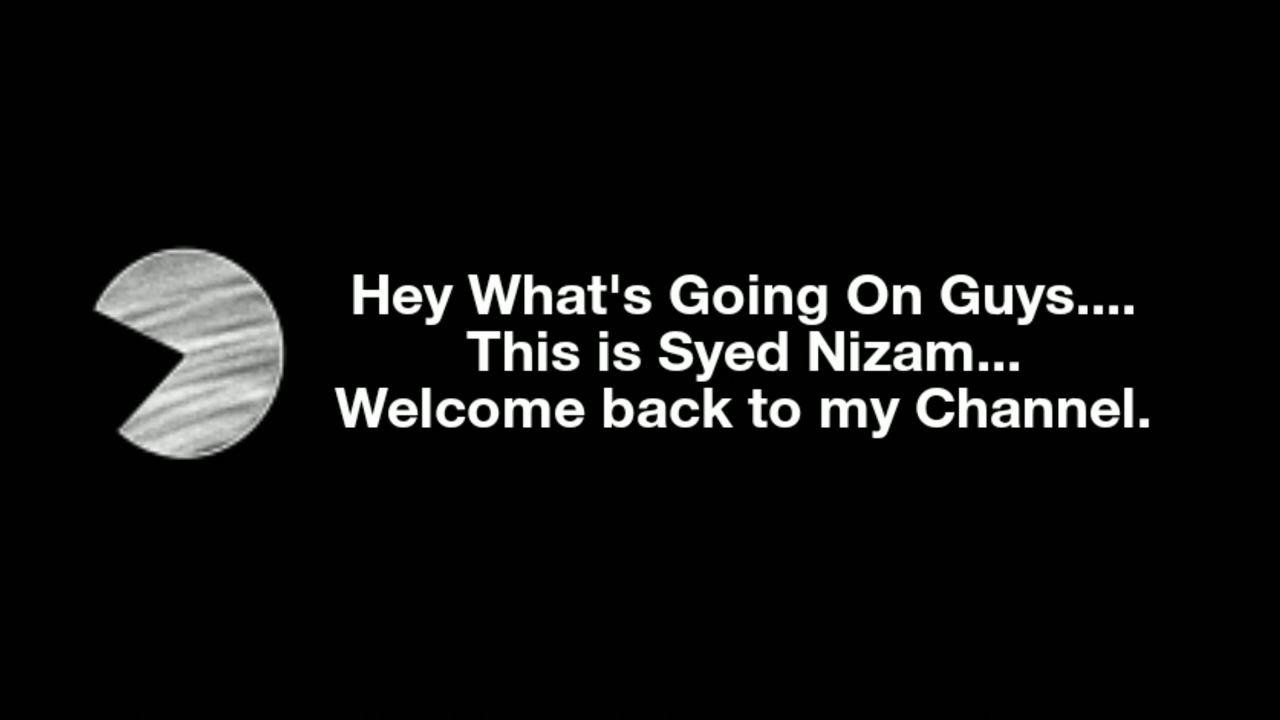 Hey What's Going On Guys....
This is Syed Nizam...
Welcome back to my Channel.